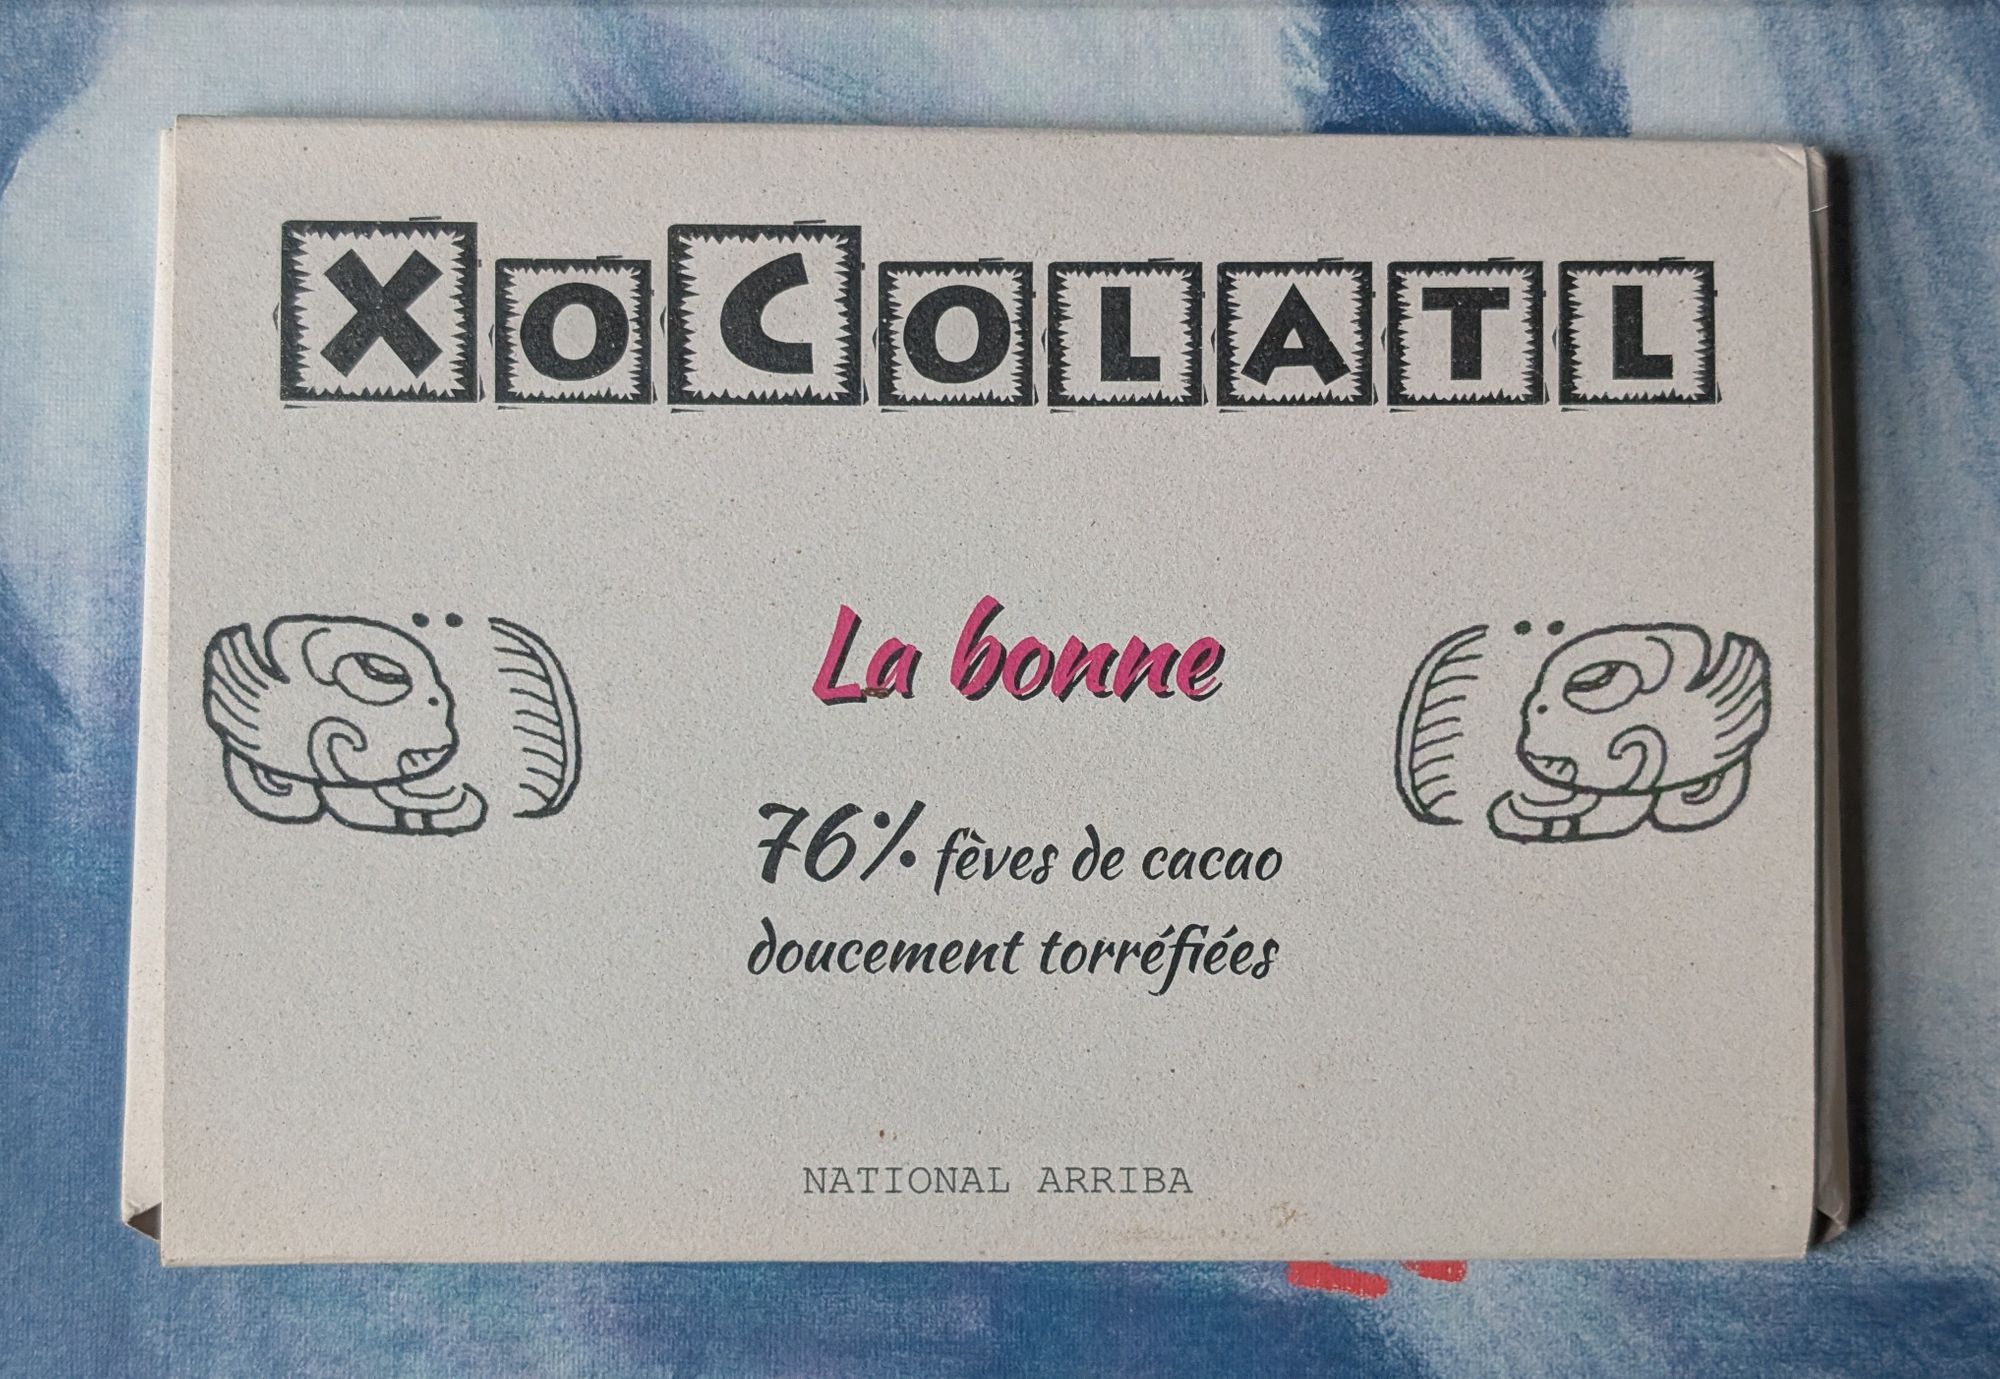 XOCOLATL
La bonne
76% fèves de cacao
doucement torréfiées
NATIONAL ARRIBA